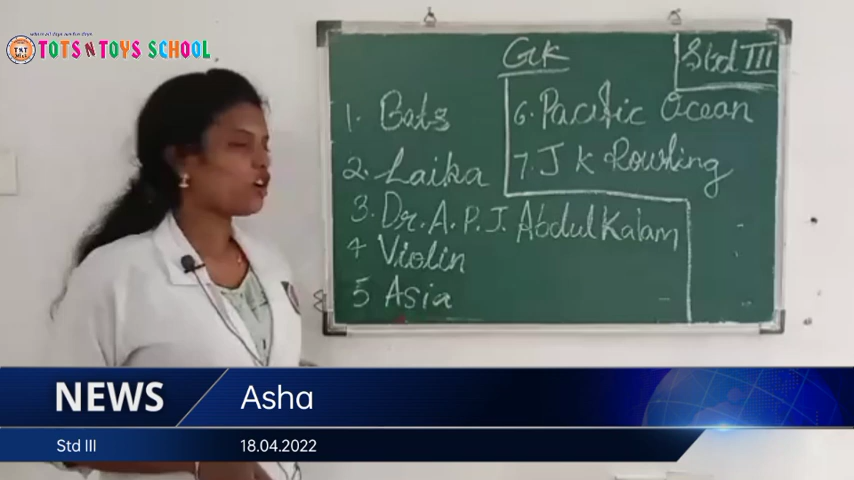 TOTS N TOYS SCHOOL
GK
Std III
1. Bats
2. Laika
3. Dr. A. P. J. Abdul Kalam
4 Violin
5 Asia
6. Pacific Ocean
7. J K Rowling
NEWS
Asha
Std III
18.04.2022